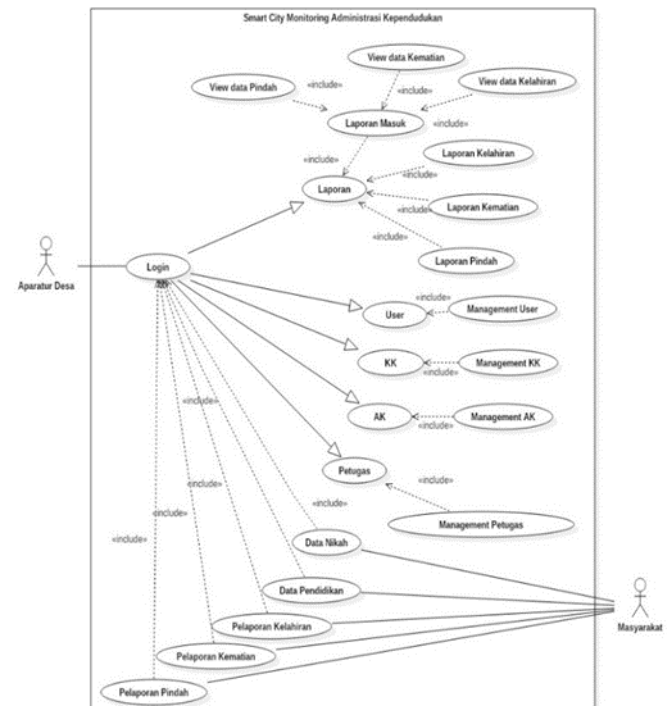 Smart City Monitoring Administrasi Kependudukan
View data Kematian
View data Pindah
«include»
«include»
View data Kelahiran
Laporan Masuk
«include»
«include»
Laporan Kelahiran
«include»
Laporan
«include»
Laporan Kematian
«include»
Laporan Pindah
Login
Aparatur Desa
«include»
User
Management User
KK
Management KK
«include»
«include»
AK
Management AK
«include»
Petugas
«include»
«include»
«include»
«include»
Management Petugas
«include»
Data Nikah
Data Pendidikan
Masyarakat
Pelaporan Kelahiran
Pelaporan Kematian
Pelaporan Pindah